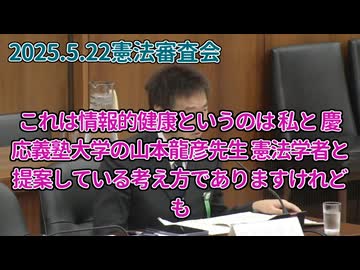 2025.5.22憲法審査会
これは情報的健康というのは 私と 慶
応義塾大学の山本龍彦先生 憲法学者と
提案している考え方でありますけれど
も